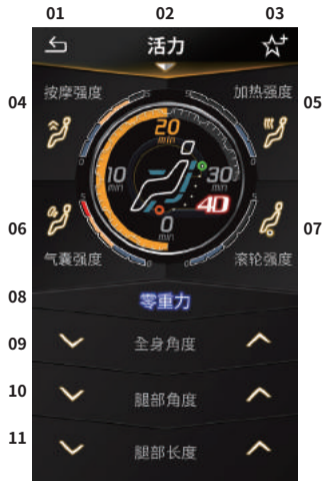 01 02 03
活力
04 按摩强度 加热强度 05
20
min
10 30
min min
40
0
min
06 气囊强度 滚轮强度 07
08 零重力
09 全身角度
10 腿部角度
11 腿部长度